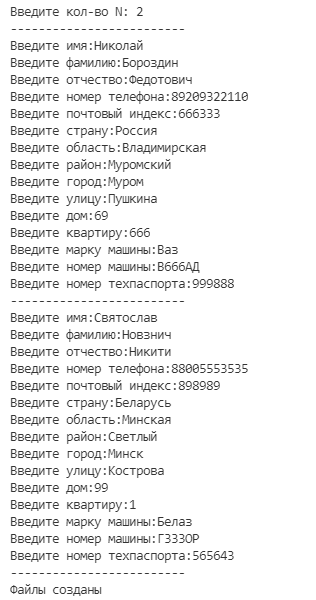 Введите кол-во N: 2
-------------------------
Введите имя:Николай
Введите фамилию:Бороздин
Введите отчество:Федотович
Введите номер телефона:89209322110
Введите почтовый индекс:666333
Введите страну:Россия
Введите область:Владимирская
Введите район:Муромский
Введите город:Муром
Введите улицу:Пушкина
Введите дом:69
Введите квартиру:666
Введите марку машины:Ваз
Введите номер машины:В666АД
Введите номер техпаспорта:999888
-------------------------
Введите имя:Святослав
Введите фамилию:Новзнич
Введите отчество:Никити
Введите номер телефона:88005553535
Введите почтовый индекс:898989
Введите страну:Беларусь
Введите область:Минская
Введите район:Светлый
Введите город:Минск
Введите улицу:Кострова
Введите дом:99
Введите квартиру:1
Введите марку машины:Белаз
Введите номер машины:Г333ОР
Введите номер техпаспорта:565643
-------------------------
Файлы созданы